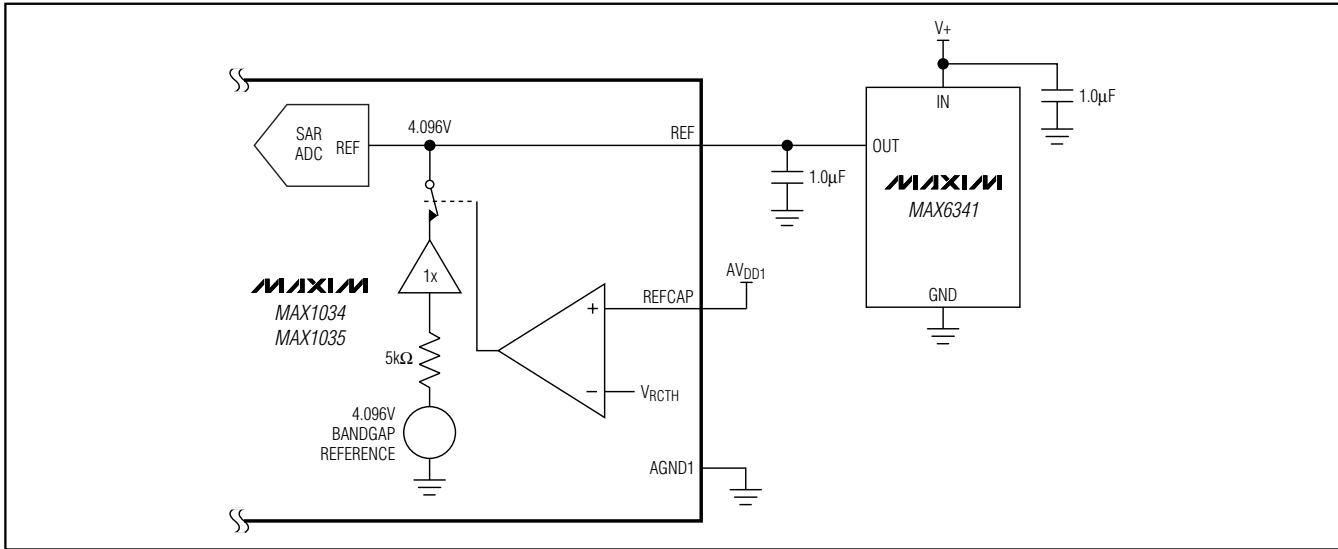 V+
IN
1.0µF
SAR
ADC
REF
4.096V
REF
OUT
1.0µF
MAXIM
MAX6341
GND
1x
MAXIM
MAX1034
MAX1035
AVDD1
REFCAP
+
−
VRCTH
5kΩ
4.096V
BANDGAP
REFERENCE
AGND1